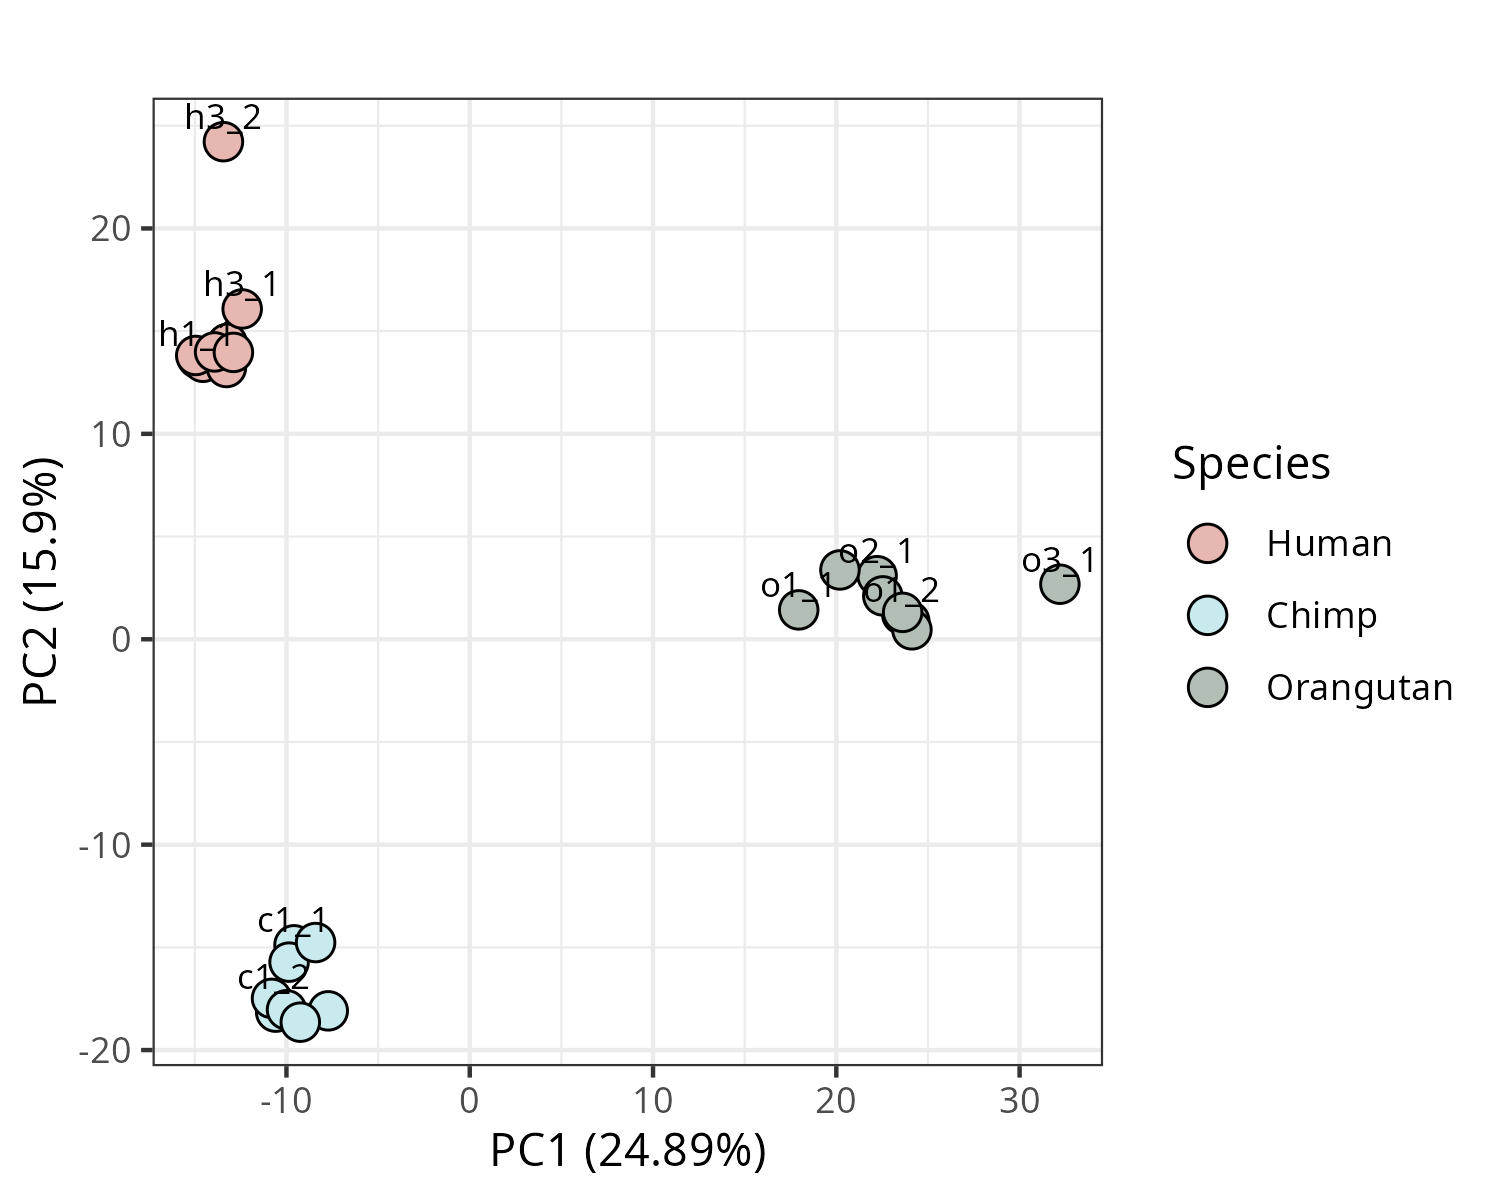 h3_2
h3_1
h1_1
o2_1
o3_1
o1_1
o1_2
c1_1
c1_2
20
10
0
-10
-20
-10
0
10
20
30
PC1 (24.89%)
PC2 (15.9%)
Species
Human
Chimp
Orangutan